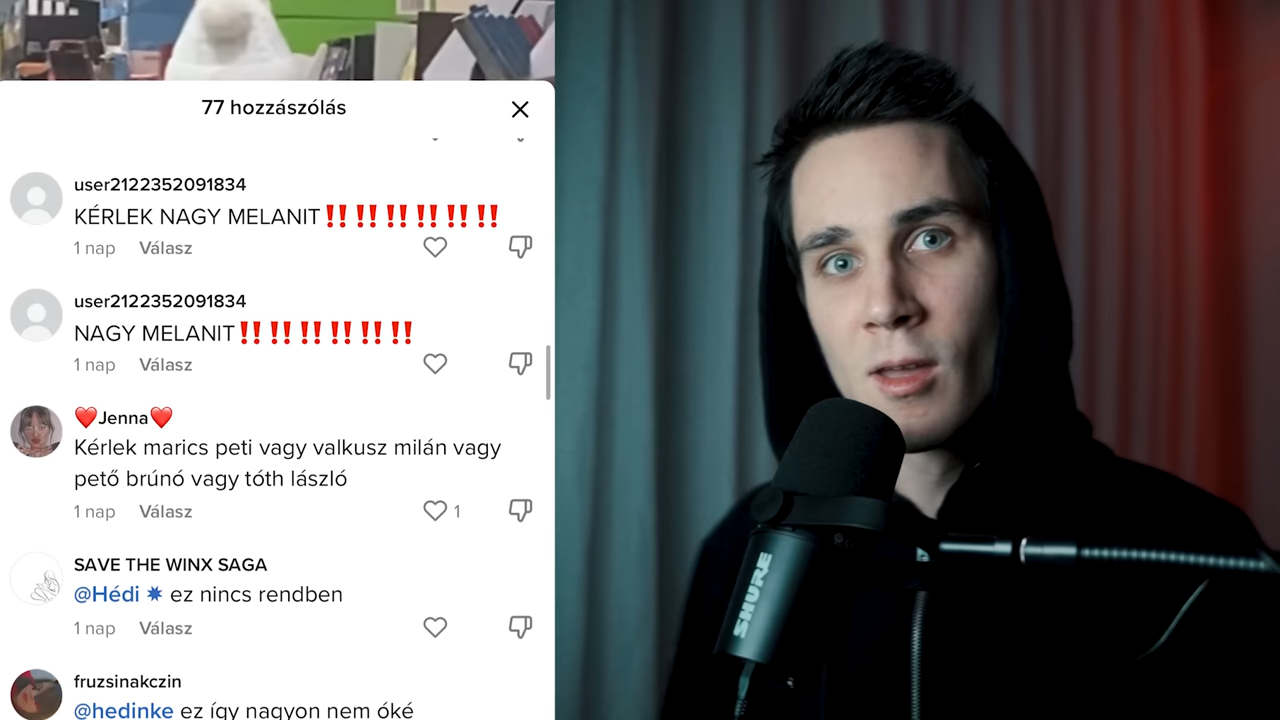 77 hozzászólás
user2122352091834
KÉRLEK NAGY MELANIT‼️‼️‼️‼️‼️‼️
1 nap Válasz
user2122352091834
NAGY MELANIT‼️‼️‼️‼️‼️‼️
1 nap Válasz
❤️Jenna❤️
Kérlek marics peti vagy valkusz milán vagy
pető brúnó vagy tóth lászló
1 nap Válasz 1
SAVE THE WINX SAGA
@Hédi ✷ ez nincs rendben
1 nap Válasz
fruzsinakczin
@hedinke ez így nagyon nem óké
SHURE